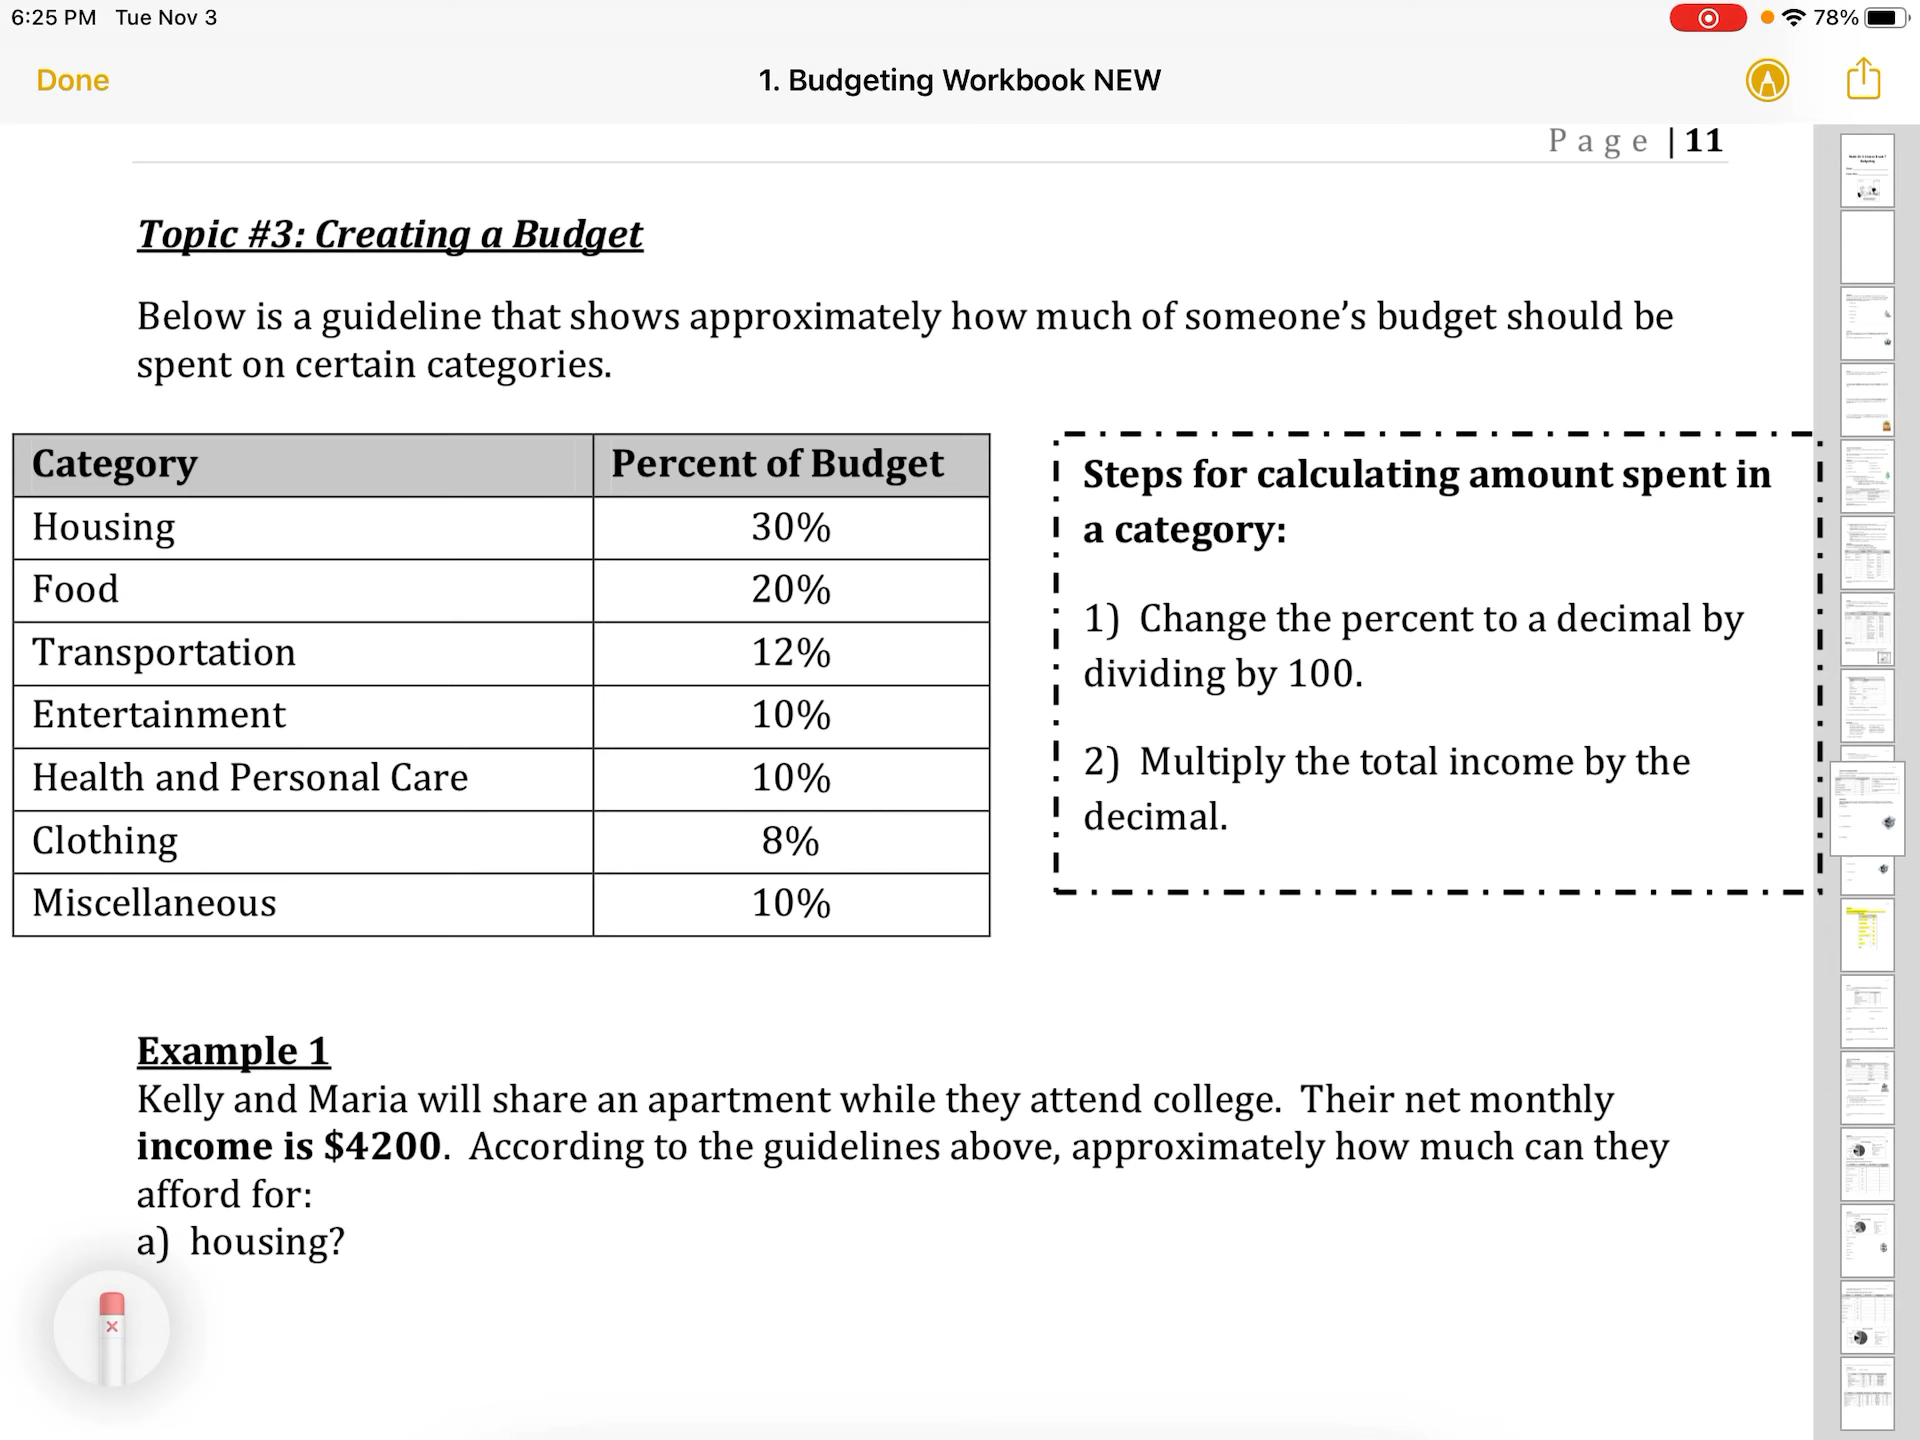 6:25 PM Tue Nov 3
78%
Done
1. Budgeting Workbook NEW
Page | 11
Topic #3: Creating a Budget
Below is a guideline that shows approximately how much of someone’s budget should be
spent on certain categories.
Category Percent of Budget
Housing 30%
Food 20%
Transportation 12%
Entertainment 10%
Health and Personal Care 10%
Clothing 8%
Miscellaneous 10%
Steps for calculating amount spent in
a category:
1) Change the percent to a decimal by
dividing by 100.
2) Multiply the total income by the
decimal.
Example 1
Kelly and Maria will share an apartment while they attend college. Their net monthly
income is $4200. According to the guidelines above, approximately how much can they
afford for:
a) housing?